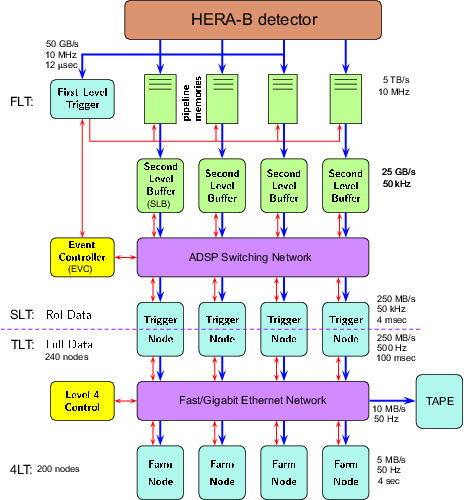 HERA-B detector
50 GB/s
10 MHz
12 μsec
5 TB/s
10 MHz
FLT:
First Level
Trigger
pipeline
memories
Second
Level
Buffer
(SLB)
Second
Level
Buffer
Second
Level
Buffer
Second
Level
Buffer
25 GB/s
50 kHz
Event
Controller
(EVC)
ADSP Switching Network
SLT: RoI Data
Trigger
Node
Trigger
Node
Trigger
Node
Trigger
Node
250 MB/s
50 kHz
4 msec
TLT: Full Data
240 nodes
250 MB/s
500 Hz
100 msec
Level 4
Control
Fast/Gigabit Ethernet Network
TAPE
10 MB/s
50 Hz
4LT: 200 nodes
Farm
Node
Farm
Node
Farm
Node
Farm
Node
5 MB/s
50 Hz
4 sec